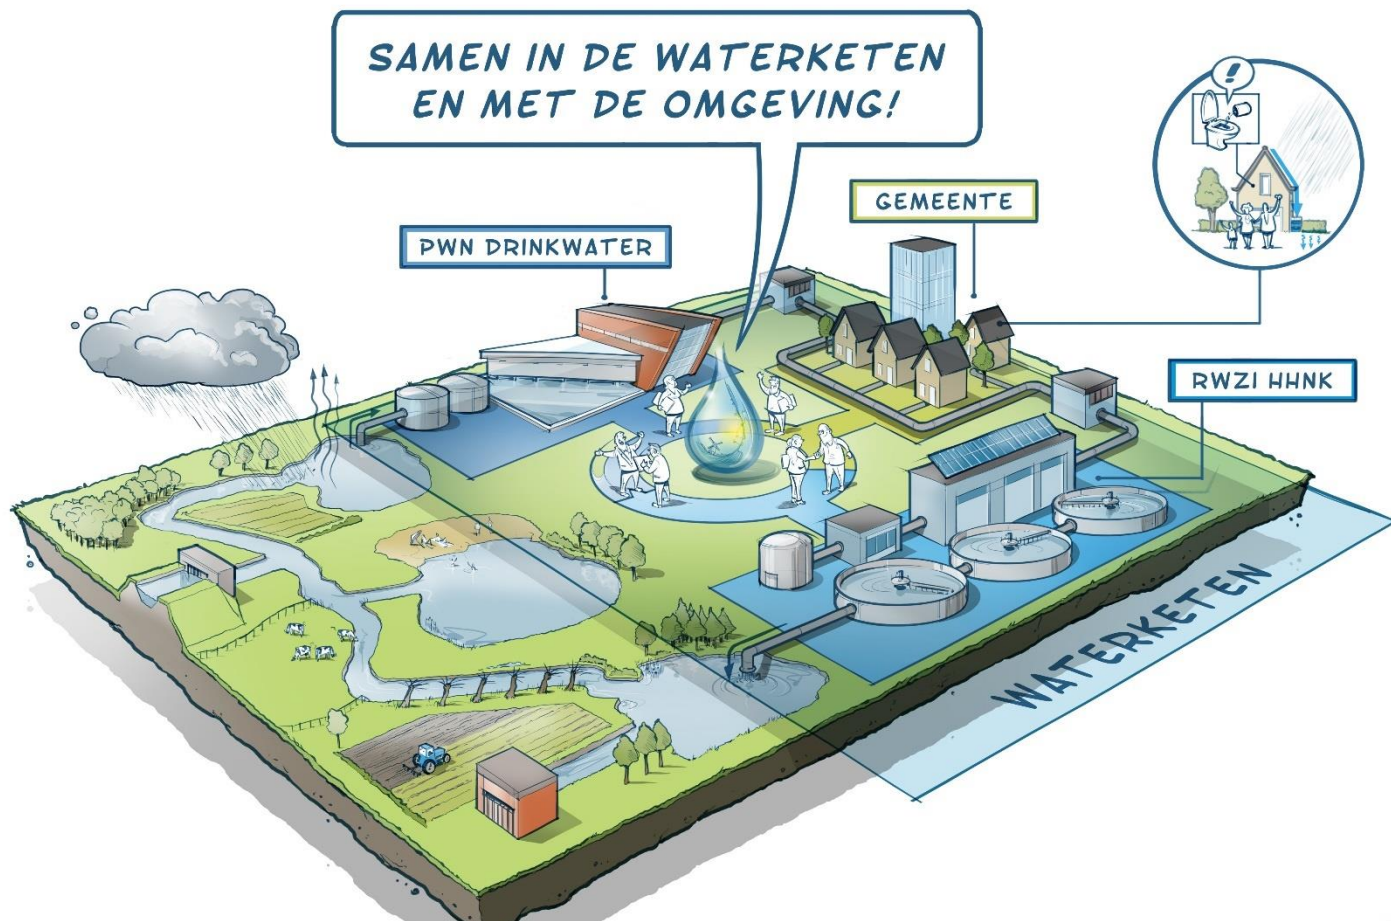 SAMEN IN DE WATERKETEN
EN MET DE OMGEVING!
GEMEENTE
PWN DRINKWATER
RWZI HHNK
WATERKETEN
!